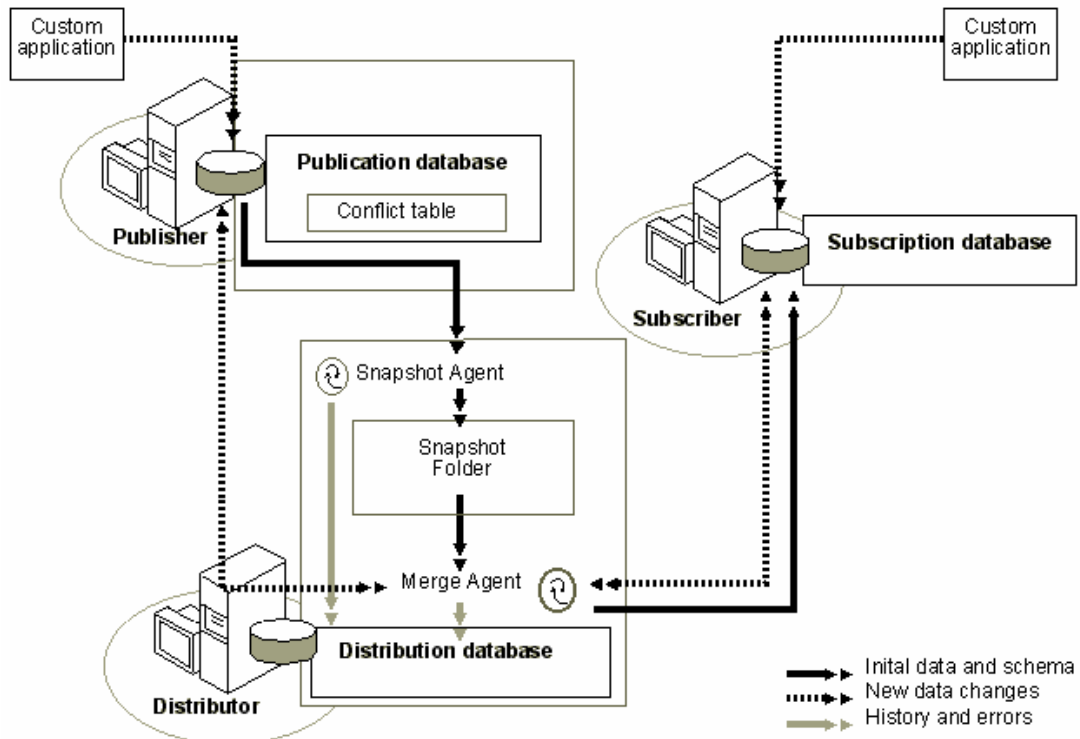 Custom
application
Custom
application
Publication database
Conflict table
Publisher
Subscription database
Subscriber
Snapshot Agent
Snapshot
Folder
Merge Agent
Distribution database
Distributor
Inital data and schema
New data changes
History and errors